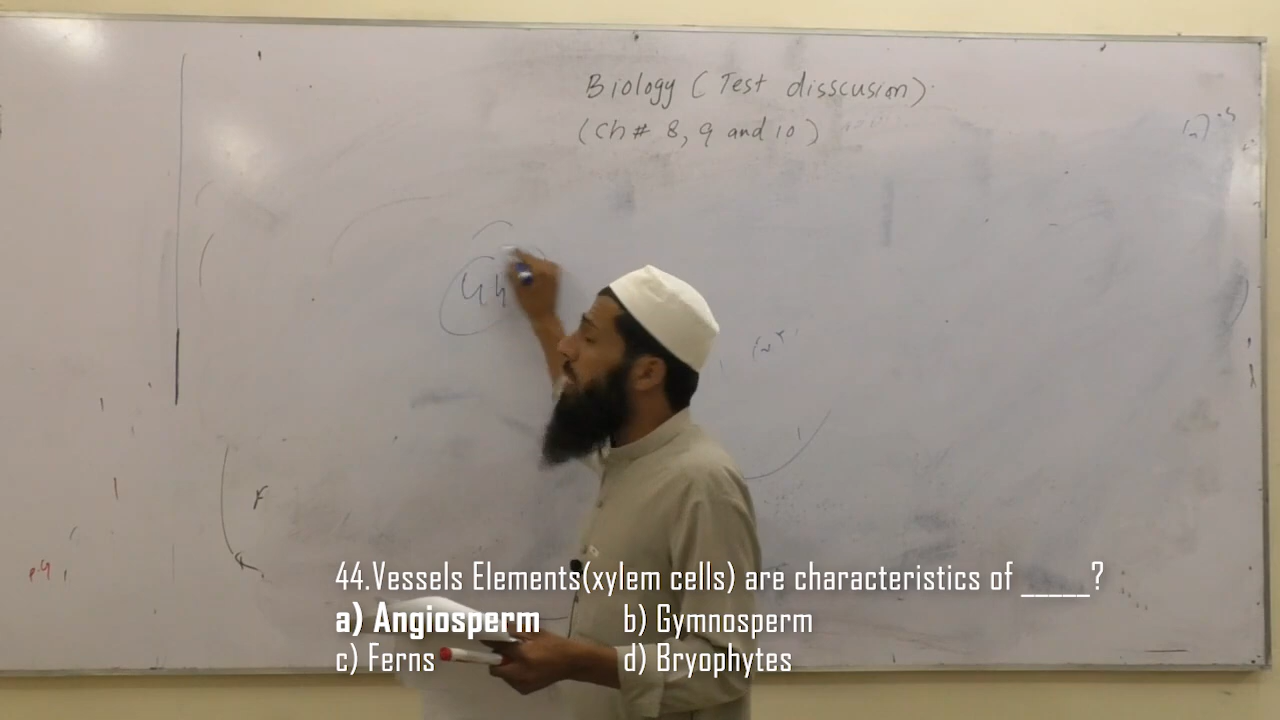 Biology (Test disscusion)
(Ch# 8, 9 and 10)
44
44.Vessels Elements(xylem cells) are characteristics of _____?
a) Angiosperm b) Gymnosperm
c) Ferns d) Bryophytes